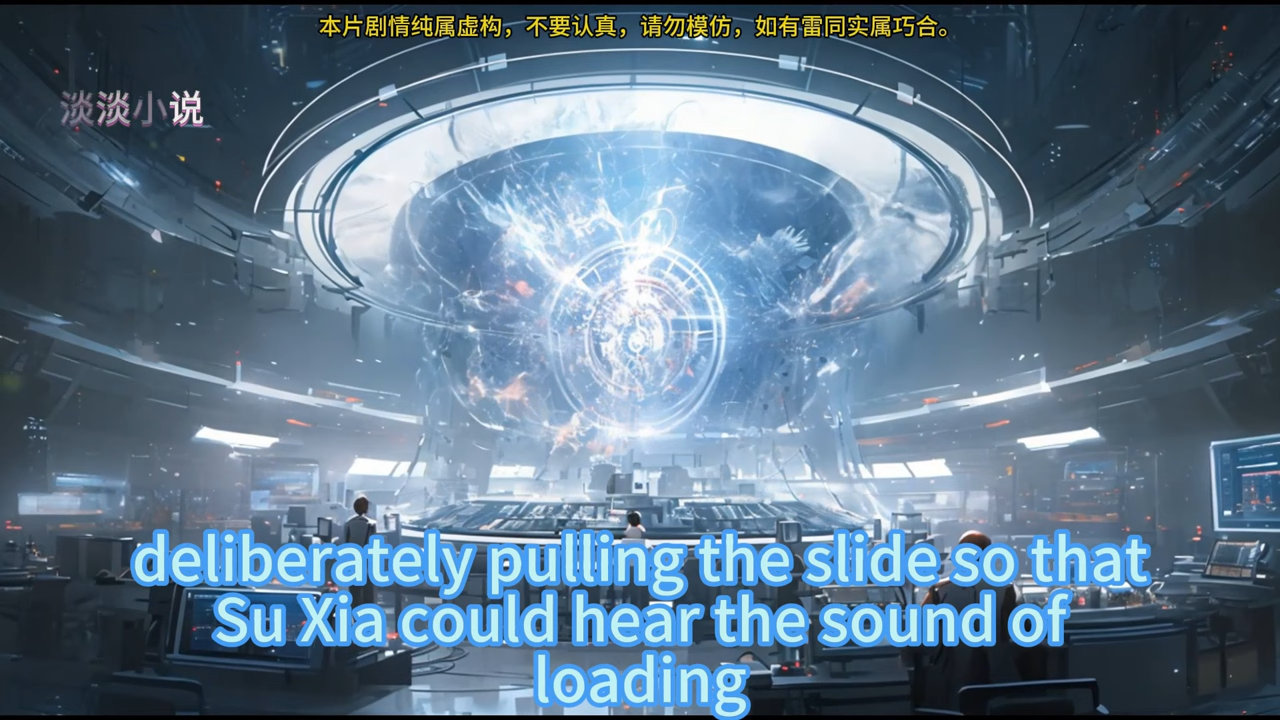 本片剧情纯属虚构，不要认真，请勿模仿，如有雷同实属巧合。
淡淡小说
deliberately pulling the slide so that
Su Xia could hear the sound of
loading